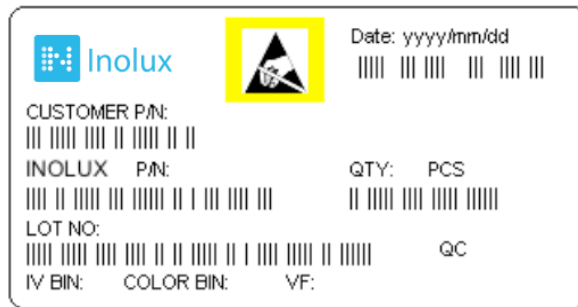 Inolux
Date: yyyy/mm/dd
CUSTOMER P/N:
INOLUX P/N:
QTY: PCS
LOT NO:
QC
IV BIN: COLOR BIN: VF: